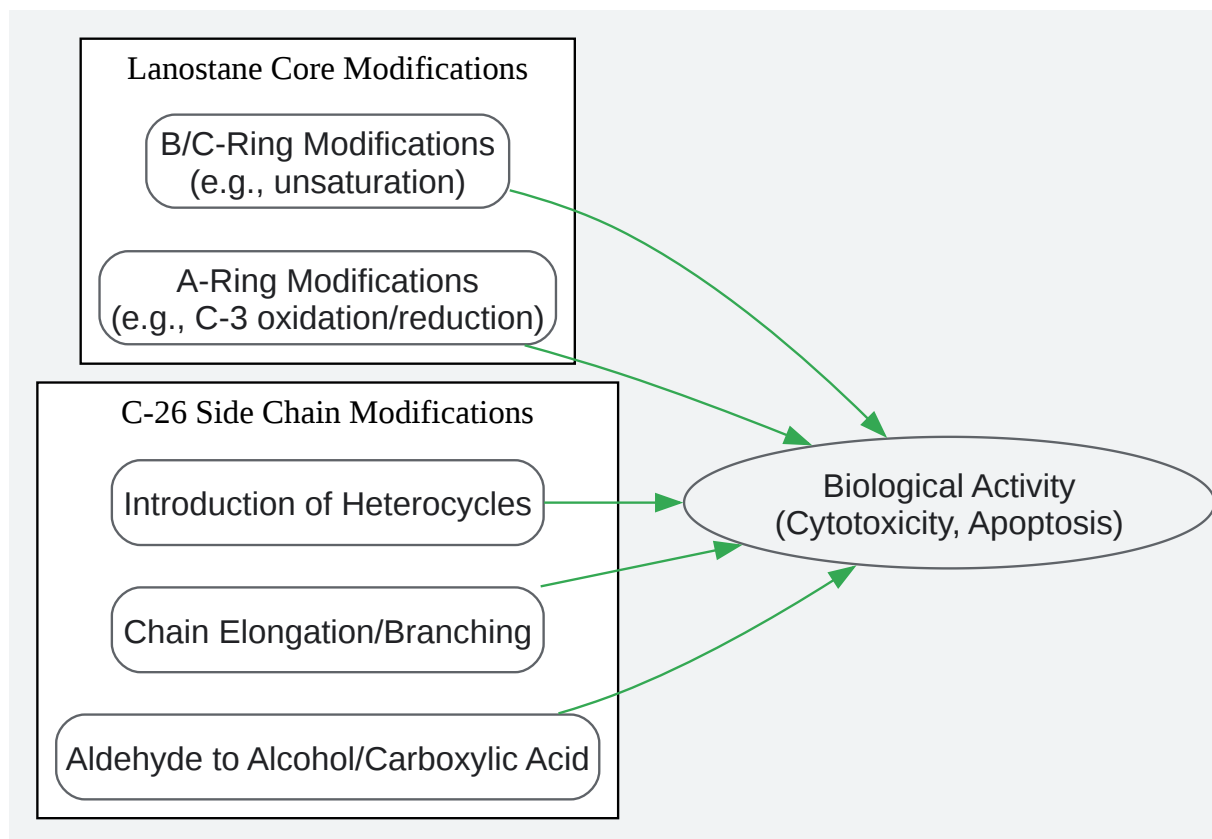 Lanostane Core Modifications
B/C-Ring Modifications
(e.g., unsaturation)
A-Ring Modifications
(e.g., C-3 oxidation/reduction)
C-26 Side Chain Modifications
Introduction of Heterocycles
Chain Elongation/Branching
Aldehyde to Alcohol/Carboxylic Acid
Biological Activity
(Cytotoxicity, Apoptosis)